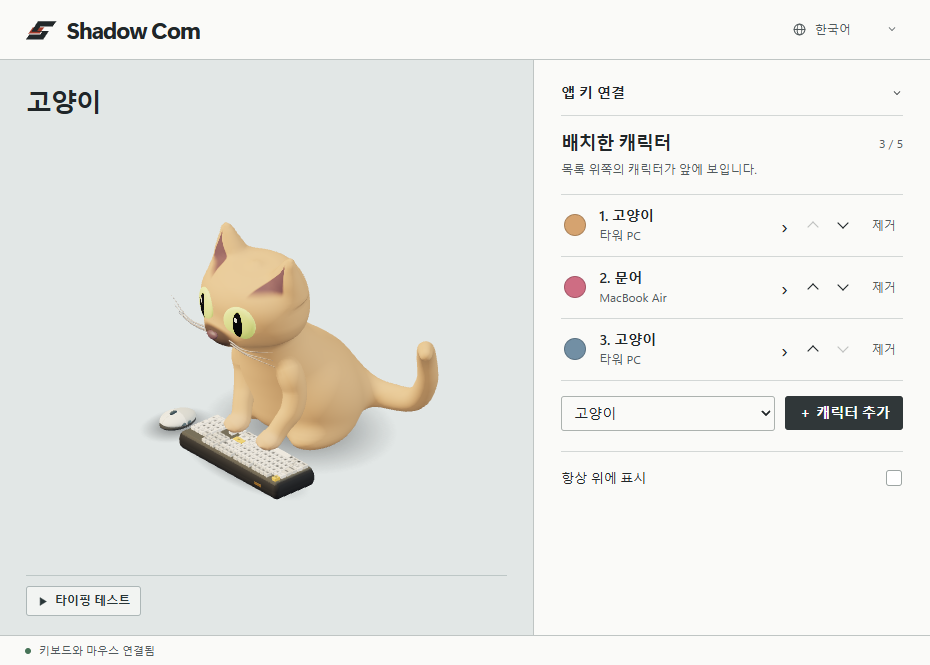 Shadow Com
한국어
고양이
앱 키 연결
배치한 캐릭터
3 / 5
목록 위쪽의 캐릭터가 앞에 보입니다.
1. 고양이
타워 PC
제거
2. 문어
MacBook Air
제거
3. 고양이
타워 PC
제거
고양이
+ 캐릭터 추가
항상 위에 표시
타이핑 테스트
키보드와 마우스 연결됨